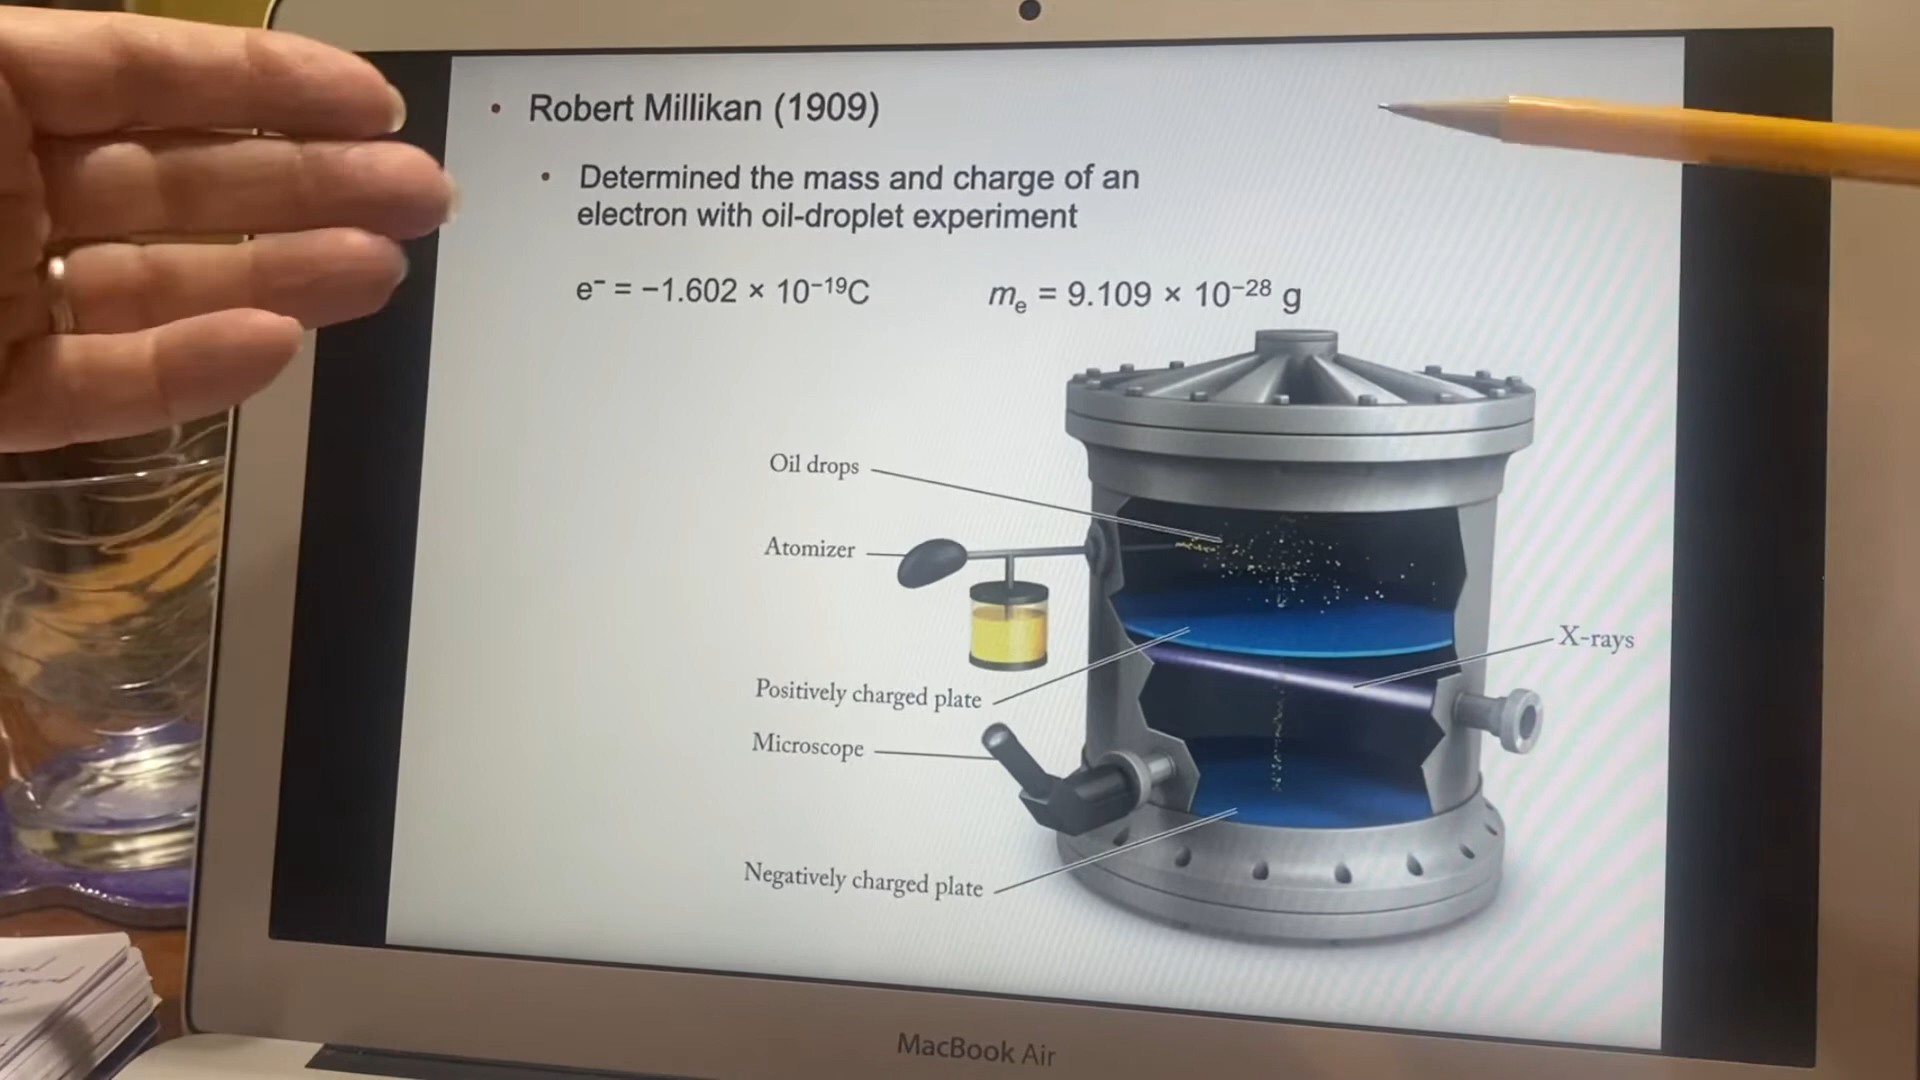 • Robert Millikan (1909)
• Determined the mass and charge of an
electron with oil-droplet experiment
e⁻ = −1.602 × 10⁻¹⁹C
mₑ = 9.109 × 10⁻²⁸ g
Oil drops
Atomizer
X-rays
Positively charged plate
Microscope
Negatively charged plate
MacBook Air